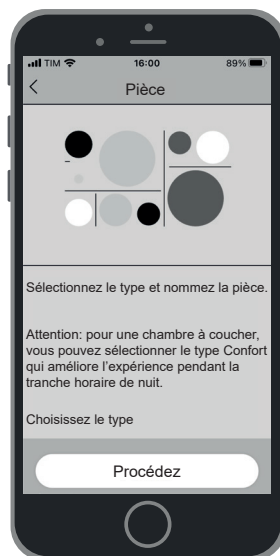 TIM 16:00 89%
Pièce
Sélectionnez le type et nommez la pièce.
Attention: pour une chambre à coucher,
vous pouvez sélectionner le type Confort
qui améliore l'expérience pendant la
tranche horaire de nuit.
Choisissez le type
Procédez